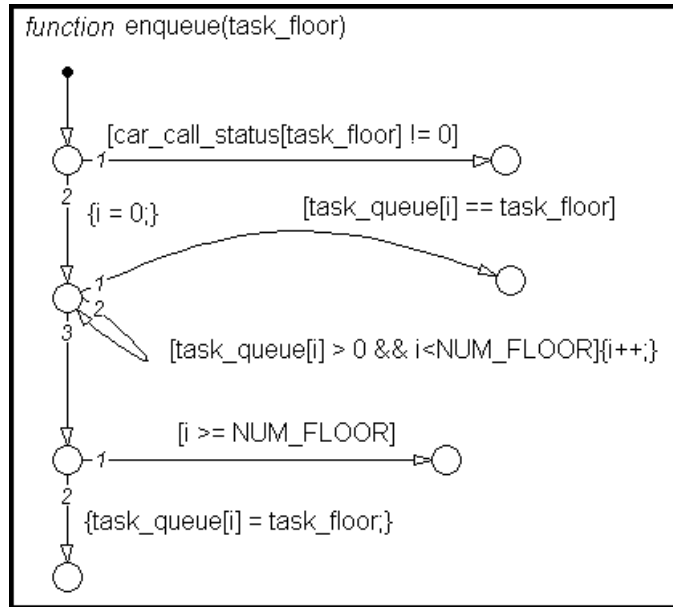 function enqueue(task_floor)
[car_call_status[task_floor] != 0]
1
2
{i = 0;}
[task_queue[i] == task_floor]
1
2
3
[task_queue[i] > 0 && i<NUM_FLOOR]{i++;}
[i >= NUM_FLOOR]
1
2
{task_queue[i] = task_floor;}